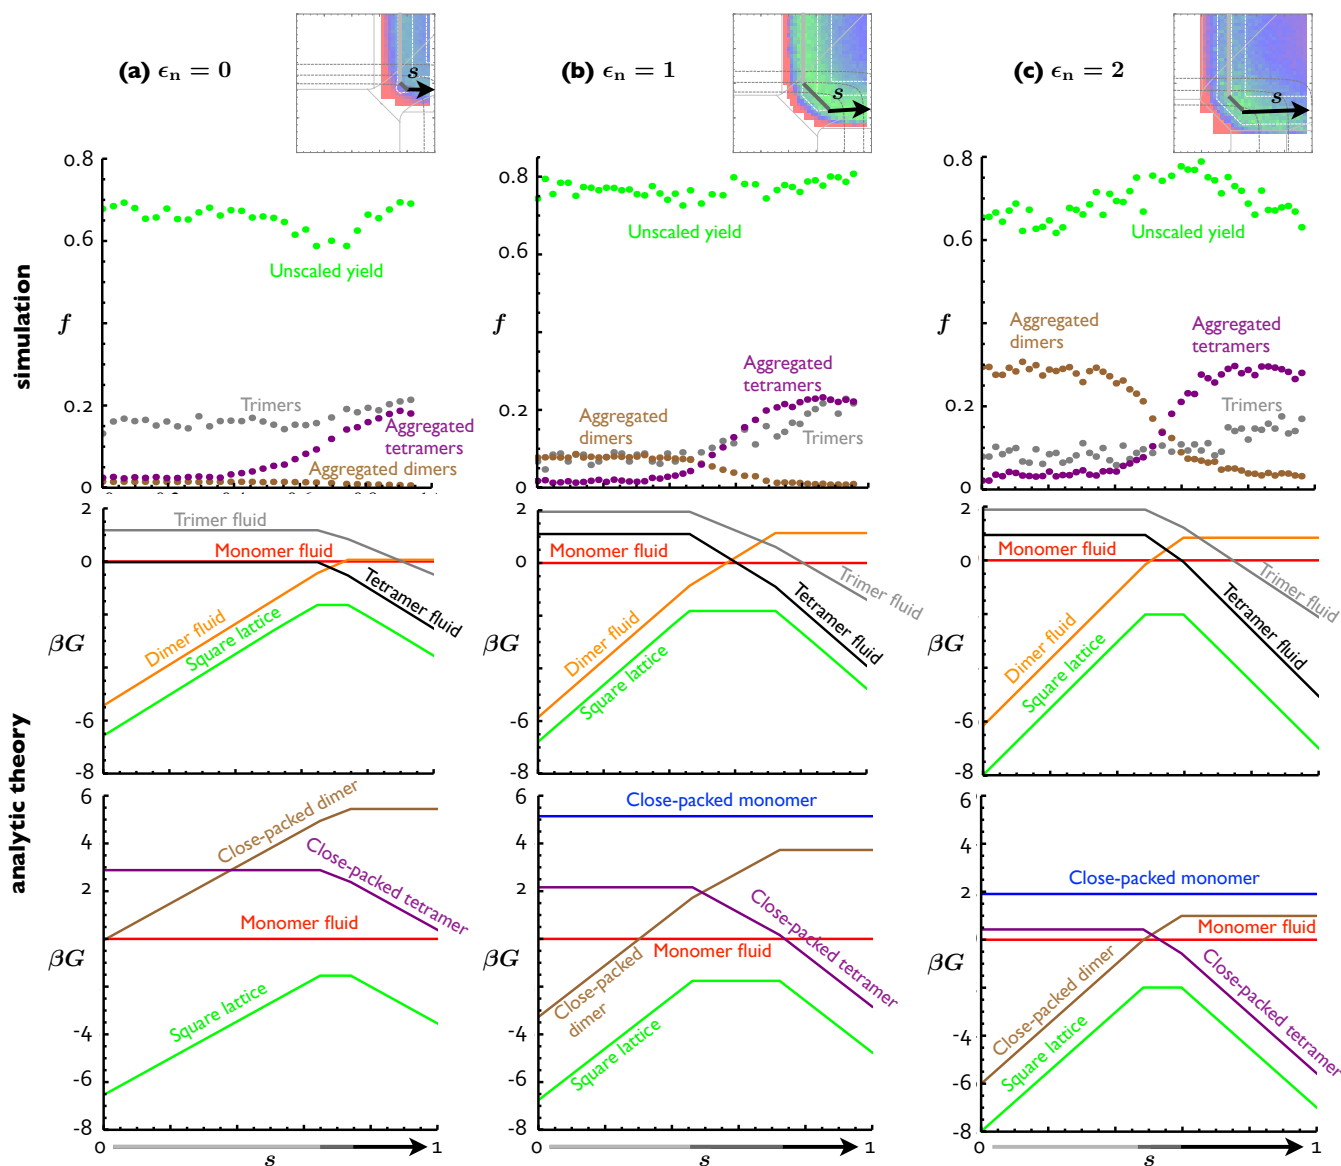 (a) ϵn = 0
s
(b) ϵn = 1
s
(c) ϵn = 2
s
simulation
0.8
0.6
f
0.2
0
Unscaled yield
Trimers
Aggregated
tetramers
Aggregated dimers
0.8
0.6
f
0.2
0
Unscaled yield
Aggregated
tetramers
Aggregated
dimers
Trimers
0.8
0.6
f
0.2
0
Unscaled yield
Aggregated
dimers
Aggregated
tetramers
Trimers
analytic theory
2
0
βG
-6
-8
Trimer fluid
Monomer fluid
Tetramer fluid
Dimer fluid
Square lattice
2
0
βG
-6
-8
Monomer fluid
Trimer fluid
Dimer fluid
Tetramer fluid
Square lattice
2
0
βG
-6
-8
Monomer fluid
Trimer fluid
Tetramer fluid
Dimer fluid
Square lattice
6
4
2
0
βG
-4
-6
-8
Close-packed dimer
Close-packed tetramer
Monomer fluid
Square lattice
0
s
1
6
4
2
0
βG
-4
-6
-8
Close-packed monomer
Close-packed tetramer
Monomer fluid
Close-packed
dimer
Square lattice
0
s
1
6
4
2
0
βG
-4
-6
-8
Close-packed monomer
Monomer fluid
Close-packed dimer
Close-packed tetramer
Square lattice
0
s
1